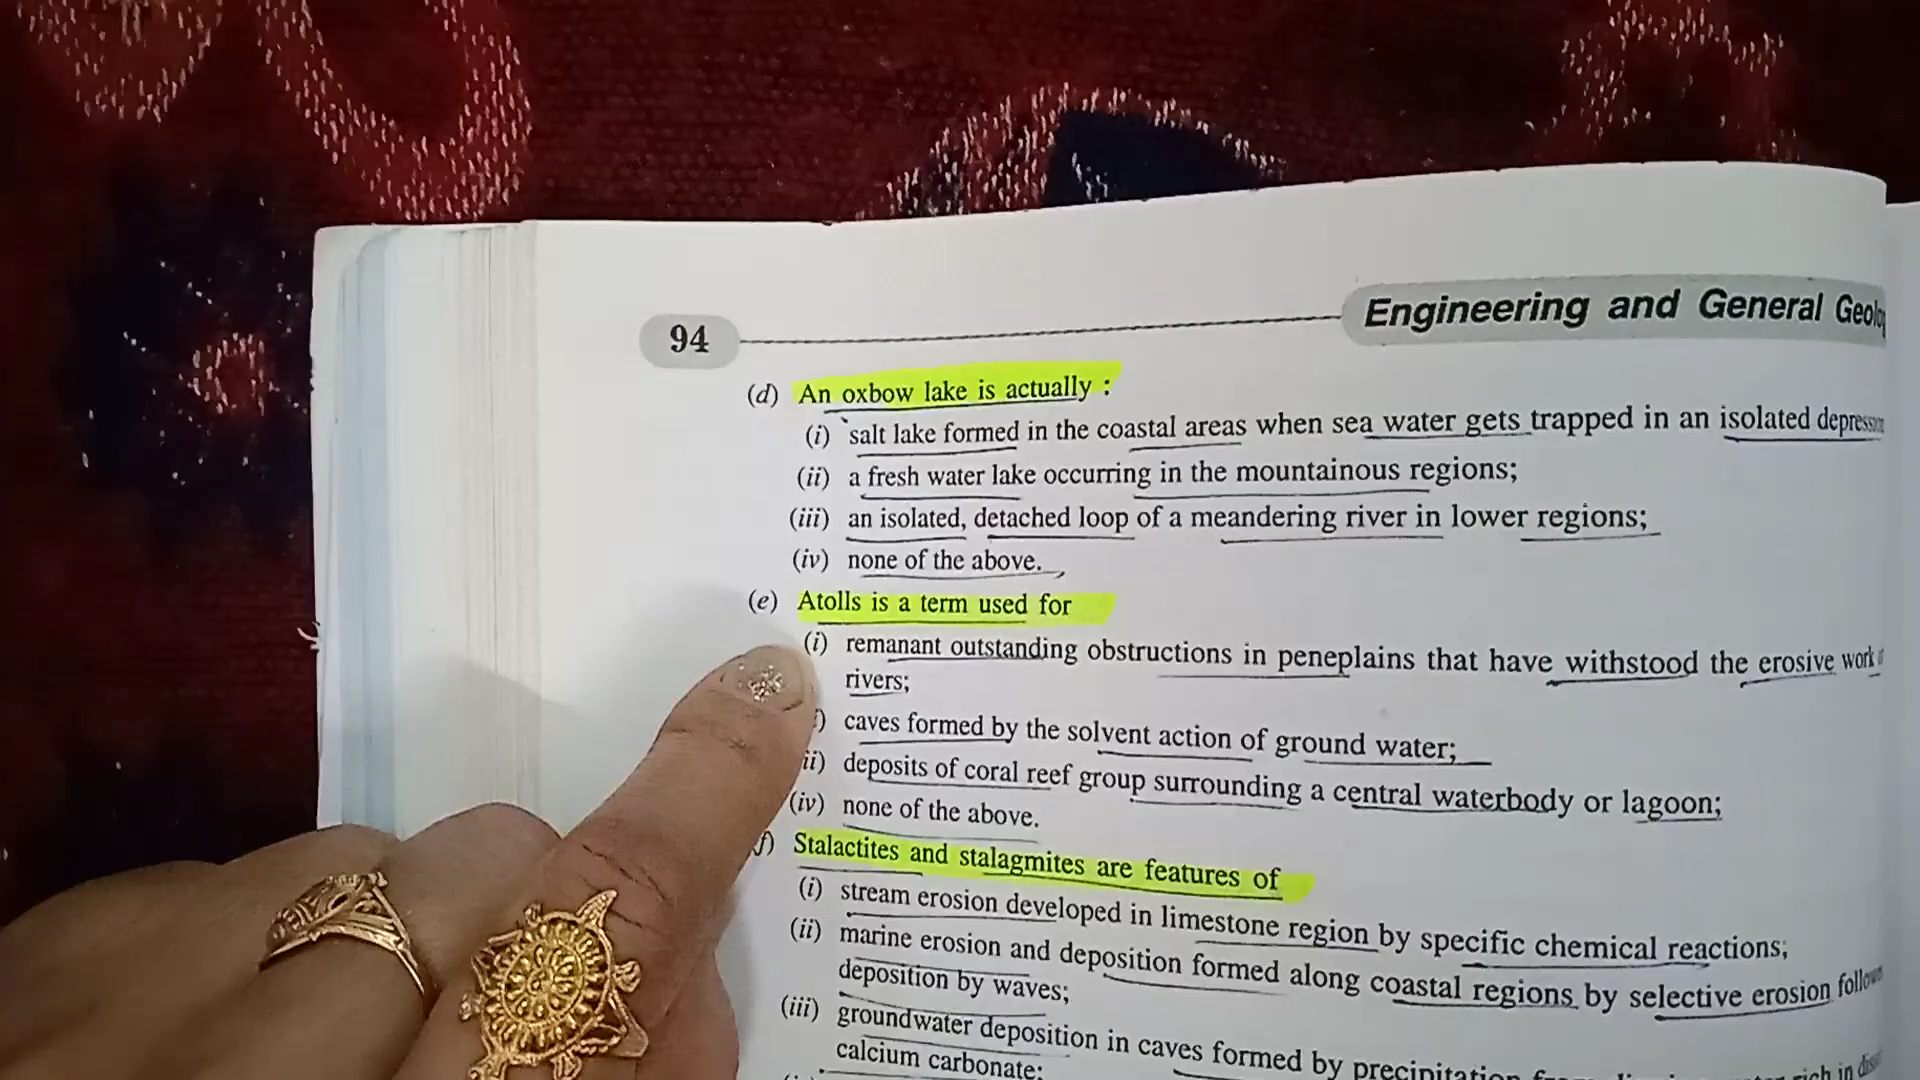 94
Engineering and General
(d) An oxbow lake is actually :
(i) salt lake formed in the coastal areas when sea water gets trapped in an isolated
(ii) a fresh water lake occurring in the mountainous regions;
(iii) an isolated, detached loop of a meandering river in lower regions;
(iv) none of the above.
(e) Atolls is a term used for
(i) remanant outstanding obstructions in peneplains that have withstood the erosive work
rivers;
caves formed by the solvent action of ground water;
deposits of coral reef group surrounding a central waterbody or lagoon;
(iv) none of the above.
Stalactites and stalagmites are features of
(i) stream erosion developed in limestone region by specific chemical reactions;
(ii) marine erosion and deposition formed along coastal regions by selective erosion
deposition by waves;
(iii) groundwater deposition in caves formed by precipitation
calcium carbonate;